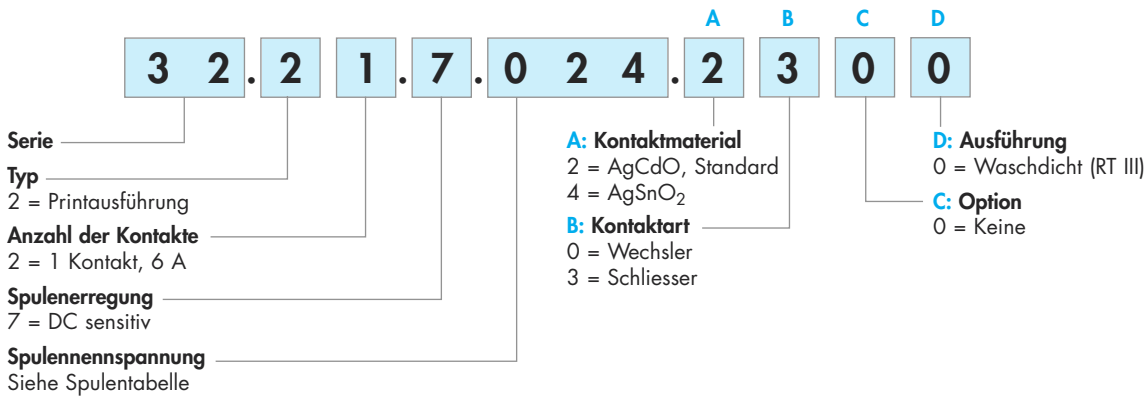 A B C D
3 2 . 2 1 . 7 . 0 2 4 . 2 3 0 0
Serie
Typ
2 = Printausführung
Anzahl der Kontakte
2 = 1 Kontakt, 6 A
Spulenerregung
7 = DC sensitiv
Spulennennspannung
Siehe Spulentabelle
A: Kontaktmaterial
2 = AgCdO, Standard
4 = AgSnO2
B: Kontaktart
0 = Wechsler
3 = Schliesser
D: Ausführung
0 = Waschdicht (RT III)
C: Option
0 = Keine